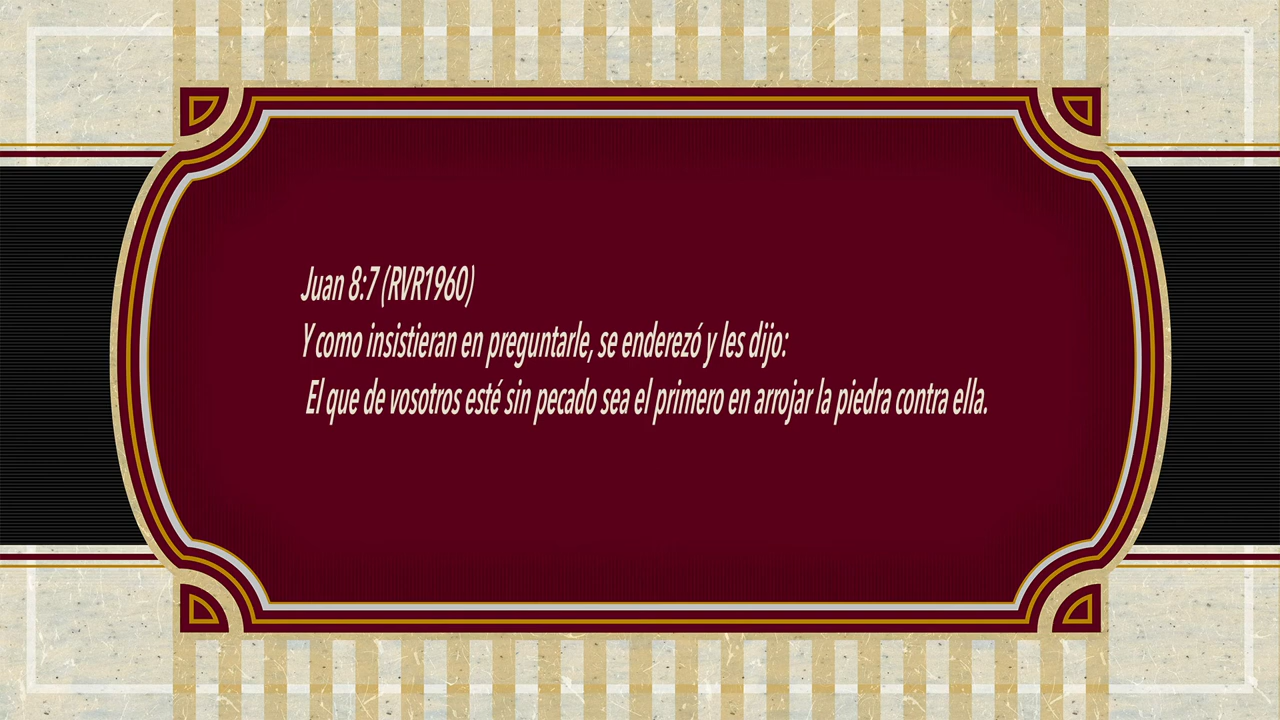 Juan 8:7 (RVR1960)
Y como insistieran en preguntarle, se enderezó y les dijo:
El que de vosotros esté sin pecado sea el primero en arrojar la piedra contra ella.